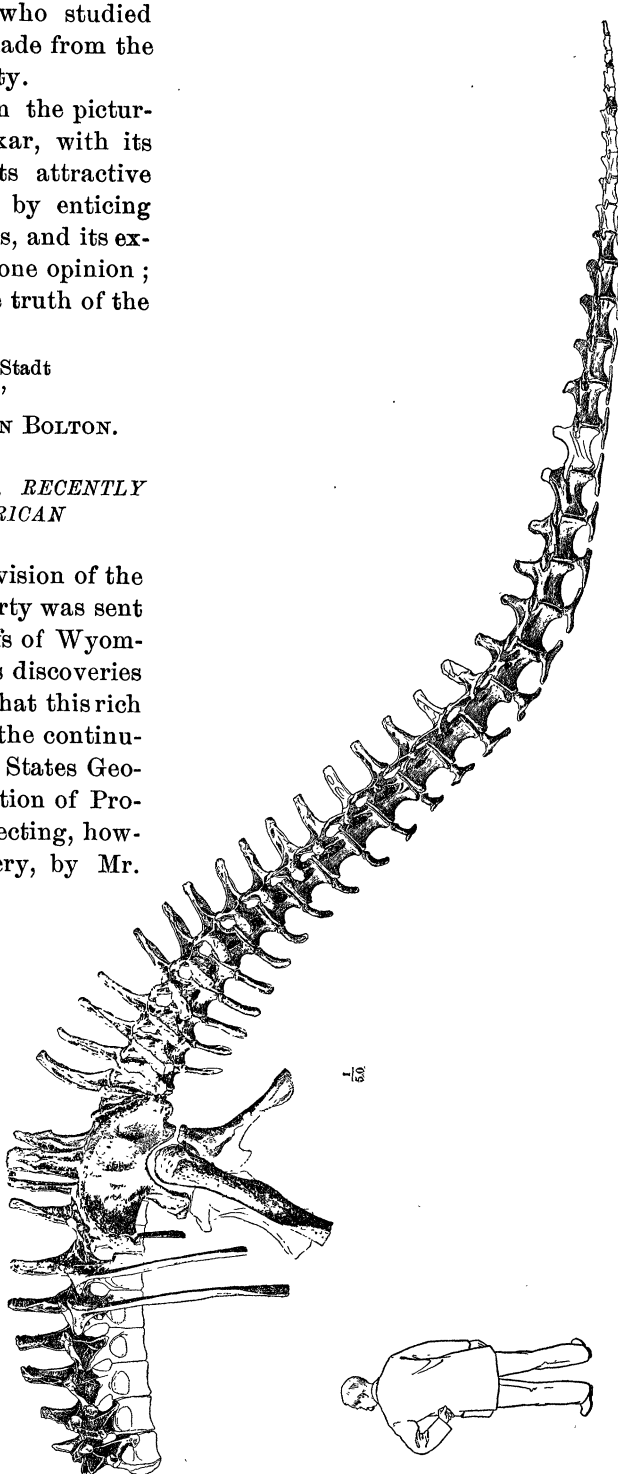 who studied
ade from the
ty.
n the pictur-
kar, with its
ts attractive
by enticing
s, and its ex-
one opinion ;
e truth of the
Stadt
’
N BOLTON.
. RECENTLY
RICAN
vision of the
rty was sent
fs of Wyom-
s discoveries
hat this rich
the continu-
States Geo-
tion of Pro-
ecting, how-
ery, by Mr.
1/50.